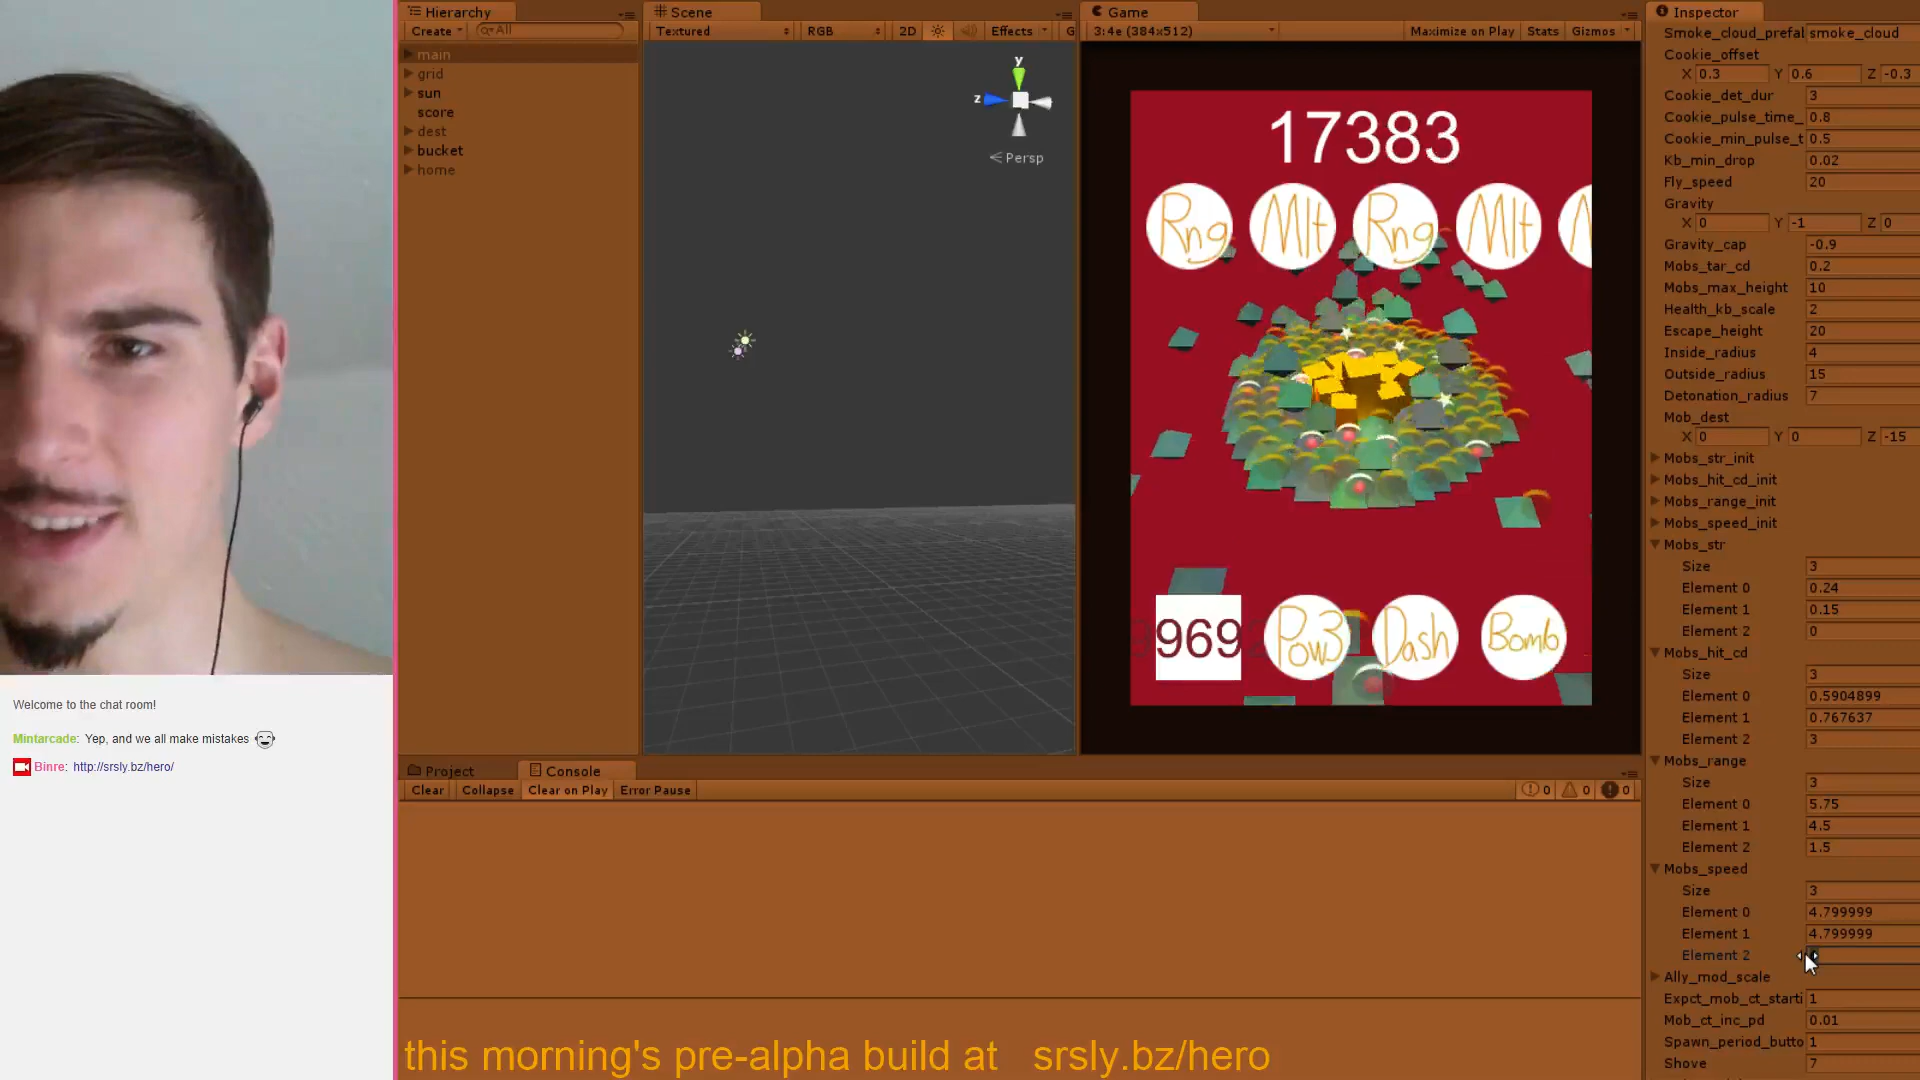 Hierarchy
Create
All
main
grid
sun
score
dest
bucket
home
Scene
Textured
RGB
2D
Effects
G
y
z
Persp
Game
3:4e (384x512)
Maximize on Play
Stats
Gizmos
17383
Rng
Mlt
Rng
Mlt
9692
Pow3
Dash
Bomb
Inspector
Smoke_cloud_prefal smoke_cloud
Cookie_offset
X 0.3 Y 0.6 Z -0.3
Cookie_det_dur 3
Cookie_pulse_time_ 0.8
Cookie_min_pulse_t 0.5
Kb_min_drop 0.02
Fly_speed 20
Gravity
X 0 Y -1 Z 0
Gravity_cap -0.9
Mobs_tar_cd 0.2
Mobs_max_height 10
Health_kb_scale 2
Escape_height 20
Inside_radius 4
Outside_radius 15
Detonation_radius 7
Mob_dest
X 0 Y 0 Z -15
Mobs_str_init
Mobs_hit_cd_init
Mobs_range_init
Mobs_speed_init
Mobs_str
Size 3
Element 0 0.24
Element 1 0.15
Element 2 0
Mobs_hit_cd
Size 3
Element 0 0.5904899
Element 1 0.767637
Element 2 3
Mobs_range
Size 3
Element 0 5.75
Element 1 4.5
Element 2 1.5
Mobs_speed
Size 3
Element 0 4.799999
Element 1 4.799999
Element 2
Ally_mod_scale
Expct_mob_ct_starti 1
Mob_ct_inc_pd 0.01
Spawn_period_butto 1
Shove 7
Welcome to the chat room!
Mintarcade: Yep, and we all make mistakes
Binre: http://srsly.bz/hero/
Project
Console
Clear
Collapse
Clear on Play
Error Pause
0
0
0
this morning's pre-alpha build at srsly.bz/hero